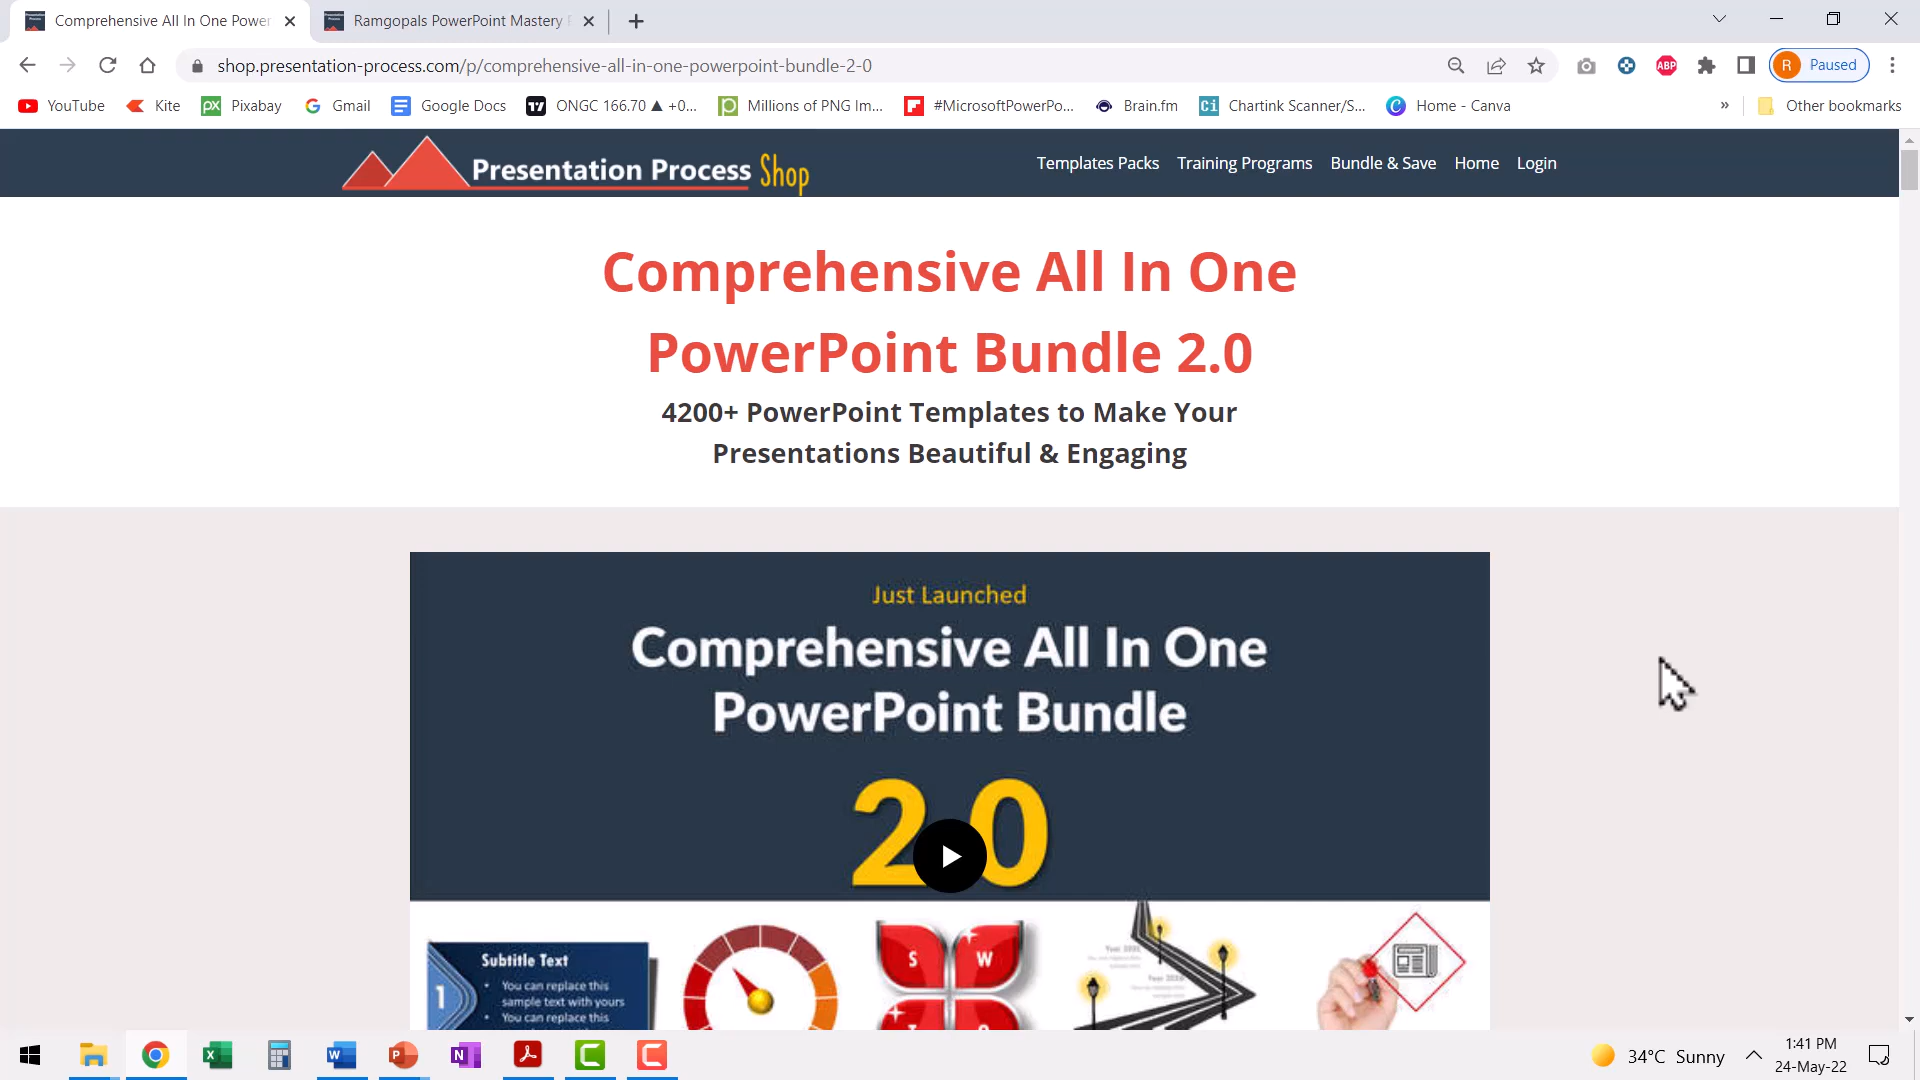 Comprehensive All In One Power
Ramgopals PowerPoint Mastery
shop.presentation-process.com/p/comprehensive-all-in-one-powerpoint-bundle-2-0
ABP
R Paused
YouTube Kite px Pixabay G Gmail Google Docs ONGC 166.70 ▲ +0... Millions of PNG Im... #MicrosoftPowerPo... Brain.fm Ci Chartink Scanner/S... Home - Canva » Other bookmarks
Presentation Process Shop
Templates Packs Training Programs Bundle & Save Home Login
Comprehensive All In One
PowerPoint Bundle 2.0
4200+ PowerPoint Templates to Make Your
Presentations Beautiful & Engaging
Just Launched
Comprehensive All In One
PowerPoint Bundle
2.0
Subtitle Text
1
• You can replace this
sample text with yours
• You can replace this
S W
T O
34°C Sunny
1:41 PM
24-May-22